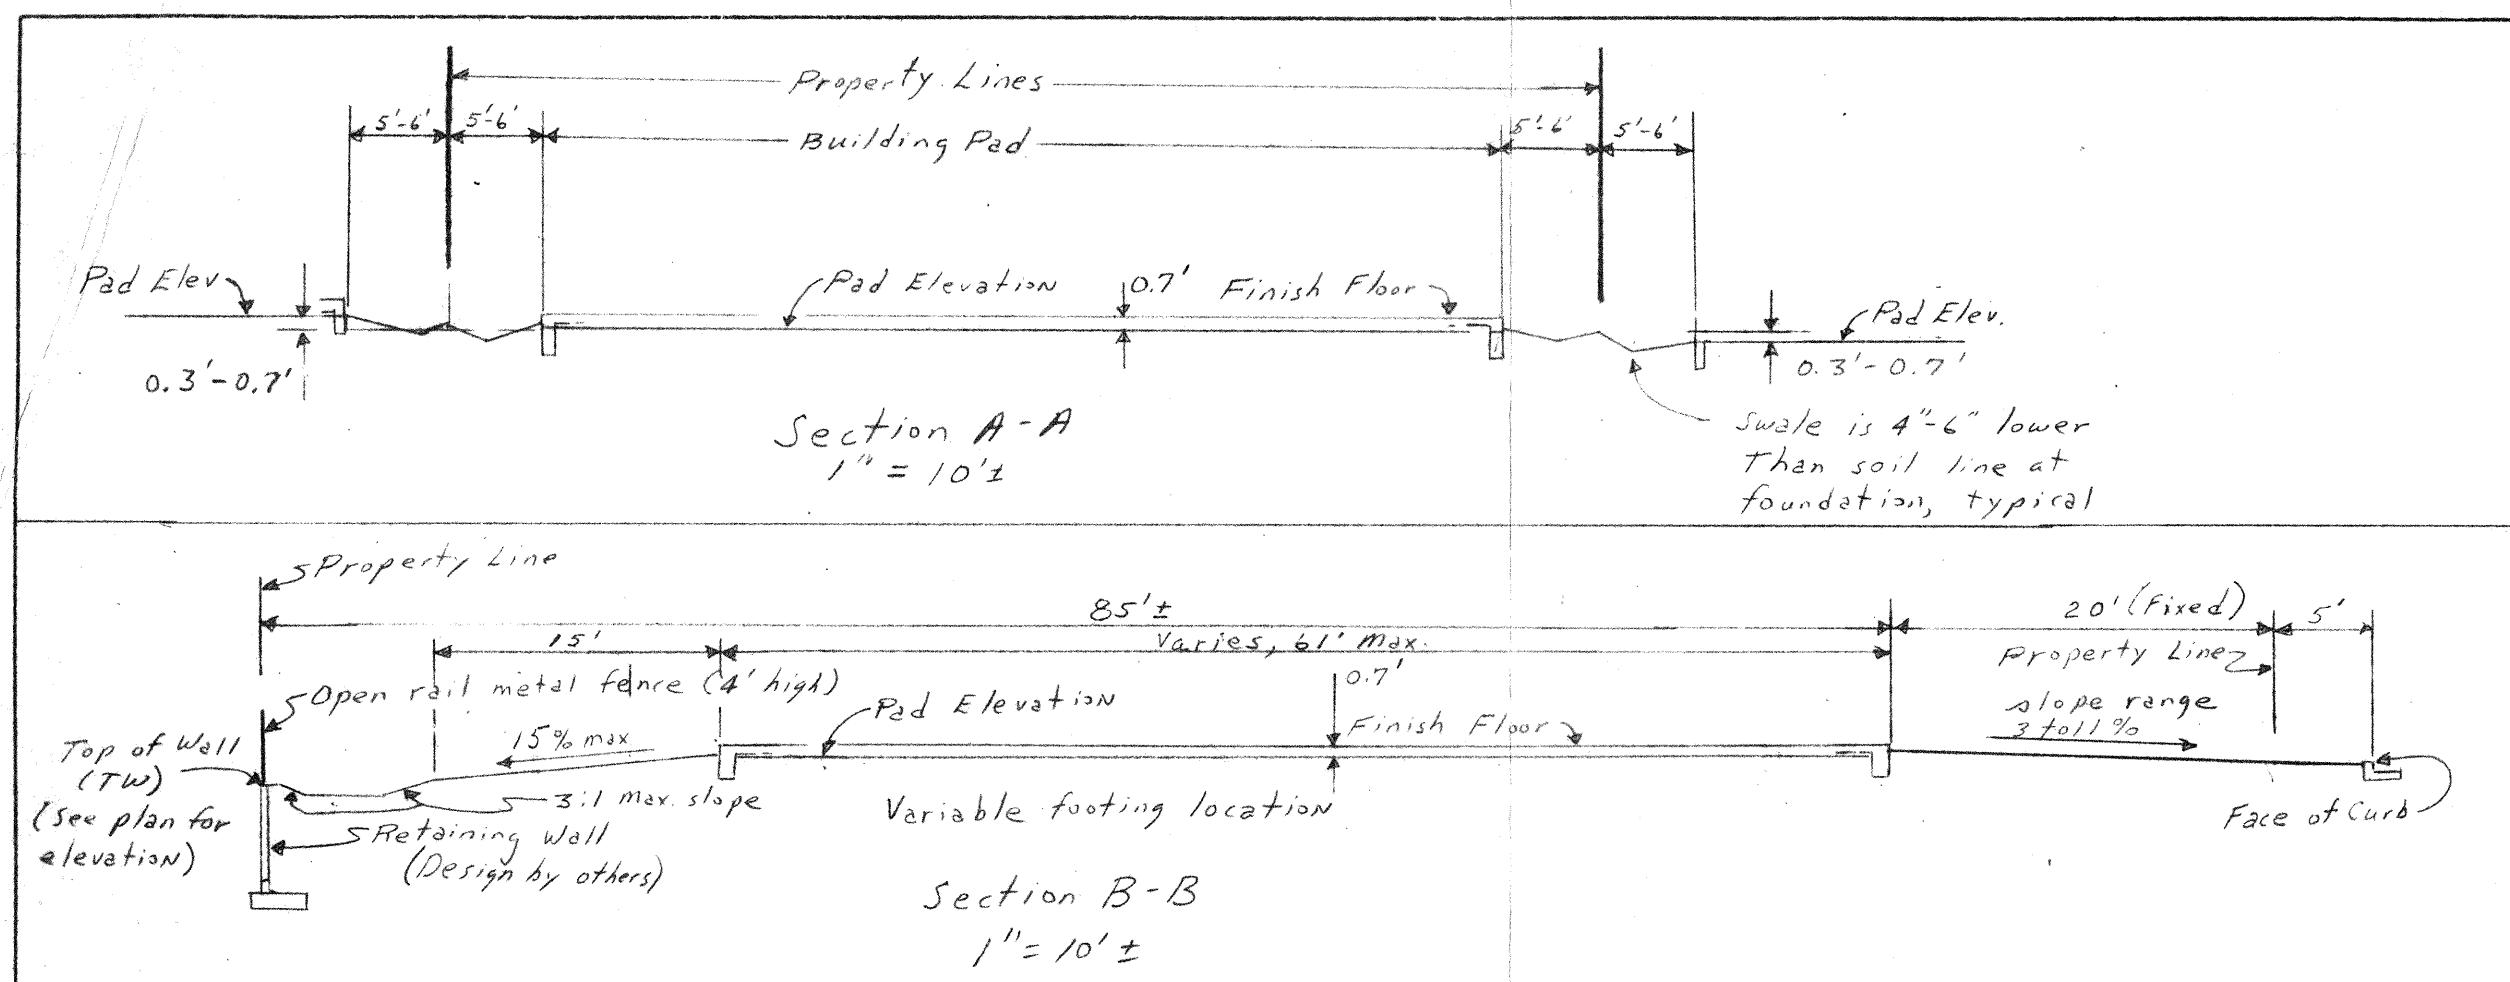 Property Lines
5'-6' 5'-6' 5'-6' 5'-6'
Building Pad
Pad Elev
Pad Elevation
0.7'
Finish Floor
Pad Elev.
0.3'-0.7'
0.3'-0.7'
Section A-A
1" = 10'±
Swale is 4"-6" lower
Than soil line at
foundation, typical
Property Line
85'±
20' (Fixed)
5'
15'
Varies, 61' Max.
Property Line
Open rail metal fence (4' high)
0.7'
slope range
3 to 11%
Pad Elevation
Finish Floor
15% max
Top of Wall
(TW)
(See plan for
elevation)
3:1 max. slope
Variable footing location
Retaining Wall
(Design by others)
Face of Curb
Section B-B
1" = 10' ±